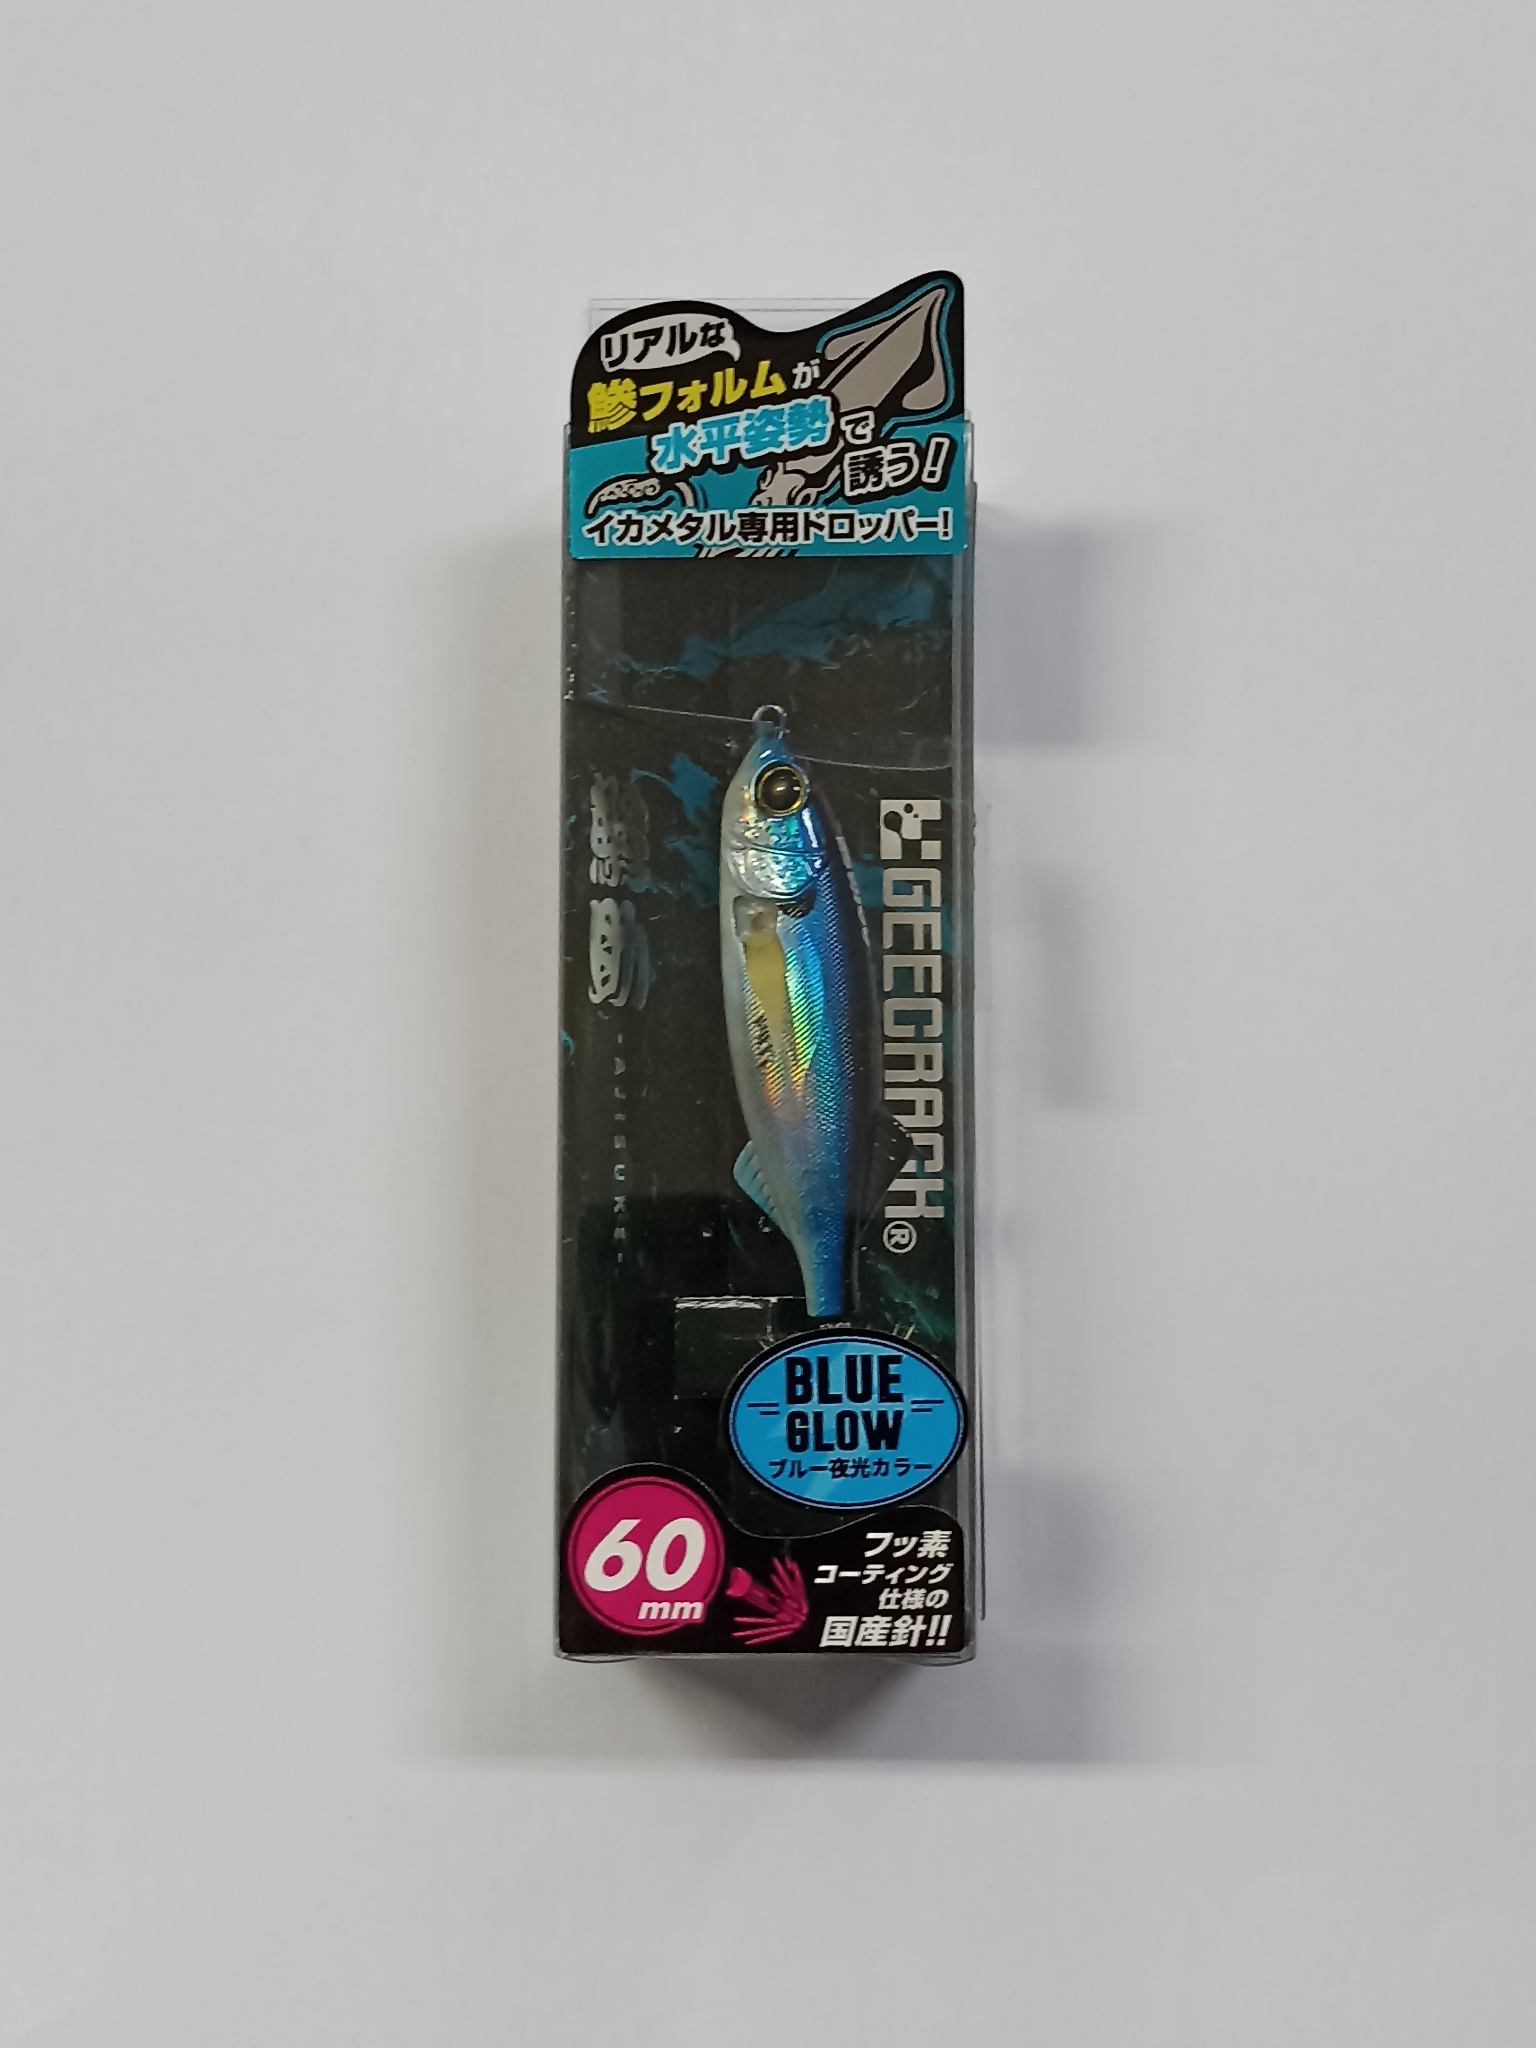 リアルな
鯵フォルムが
水平姿勢で
誘う!
イカメタル専用ドロッパー!
GEECRACK®
BLUE
GLOW
ブルー夜光カラー
60
mm
フッ素
コーティング
仕様の
国産針!!